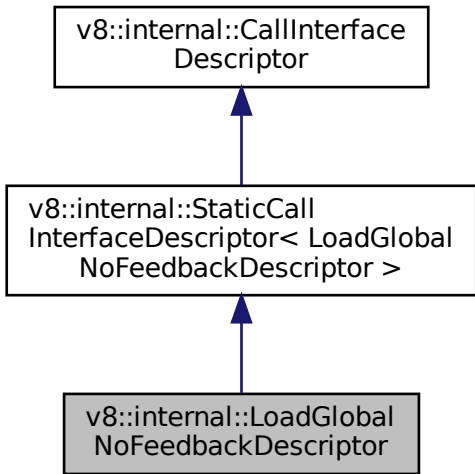 v8::internal::CallInterface
Descriptor
v8::internal::StaticCall
InterfaceDescriptor< LoadGlobal
NoFeedbackDescriptor >
v8::internal::LoadGlobal
NoFeedbackDescriptor